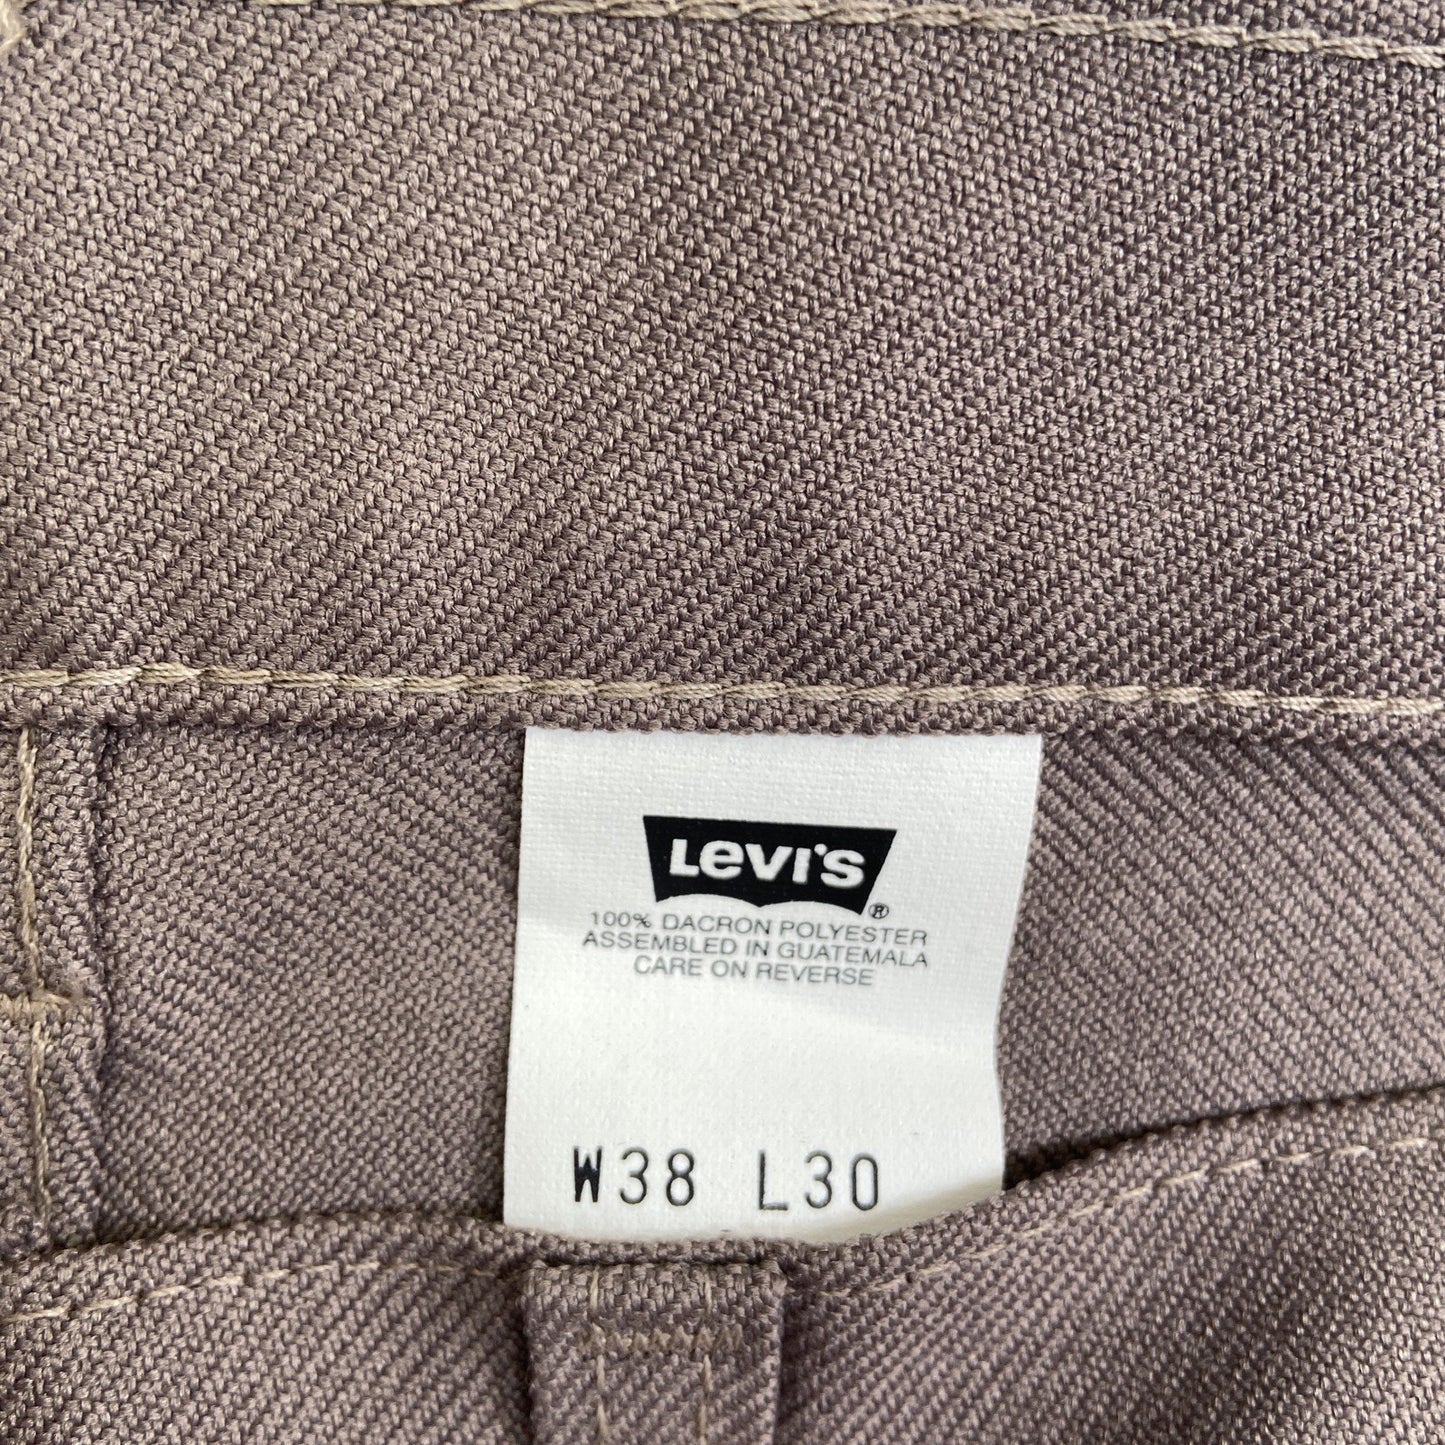 Levi's
®
100% DACRON POLYESTER
ASSEMBLED IN GUATEMALA
CARE ON REVERSE
W38 L30